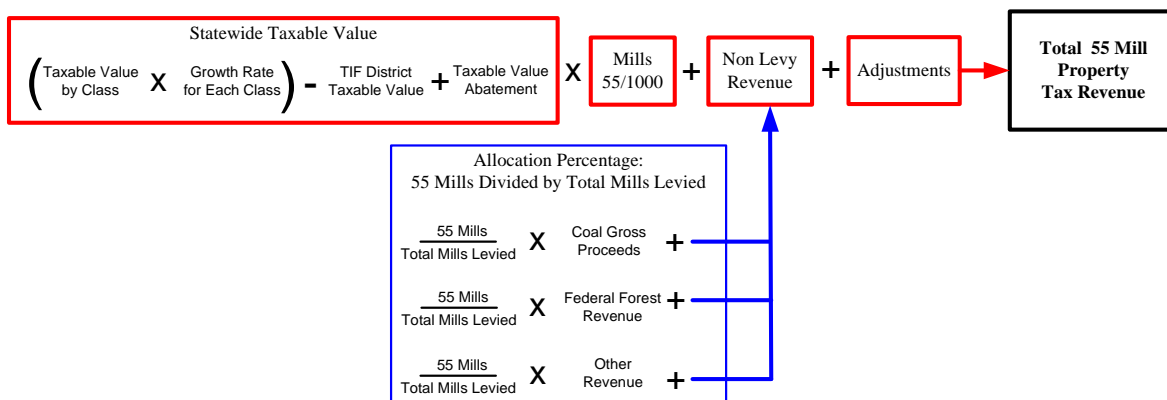 Statewide Taxable Value
( Taxable Value by Class X Growth Rate for Each Class ) - TIF District Taxable Value + Taxable Value Abatement X Mills 55/1000 + Non Levy Revenue + Adjustments
Total 55 Mill
Property
Tax Revenue
Allocation Percentage:
55 Mills Divided by Total Mills Levied
55 Mills
Total Mills Levied
X
Coal Gross
Proceeds
+
55 Mills
Total Mills Levied
X
Federal Forest
Revenue
+
55 Mills
Total Mills Levied
X
Other
Revenue
+